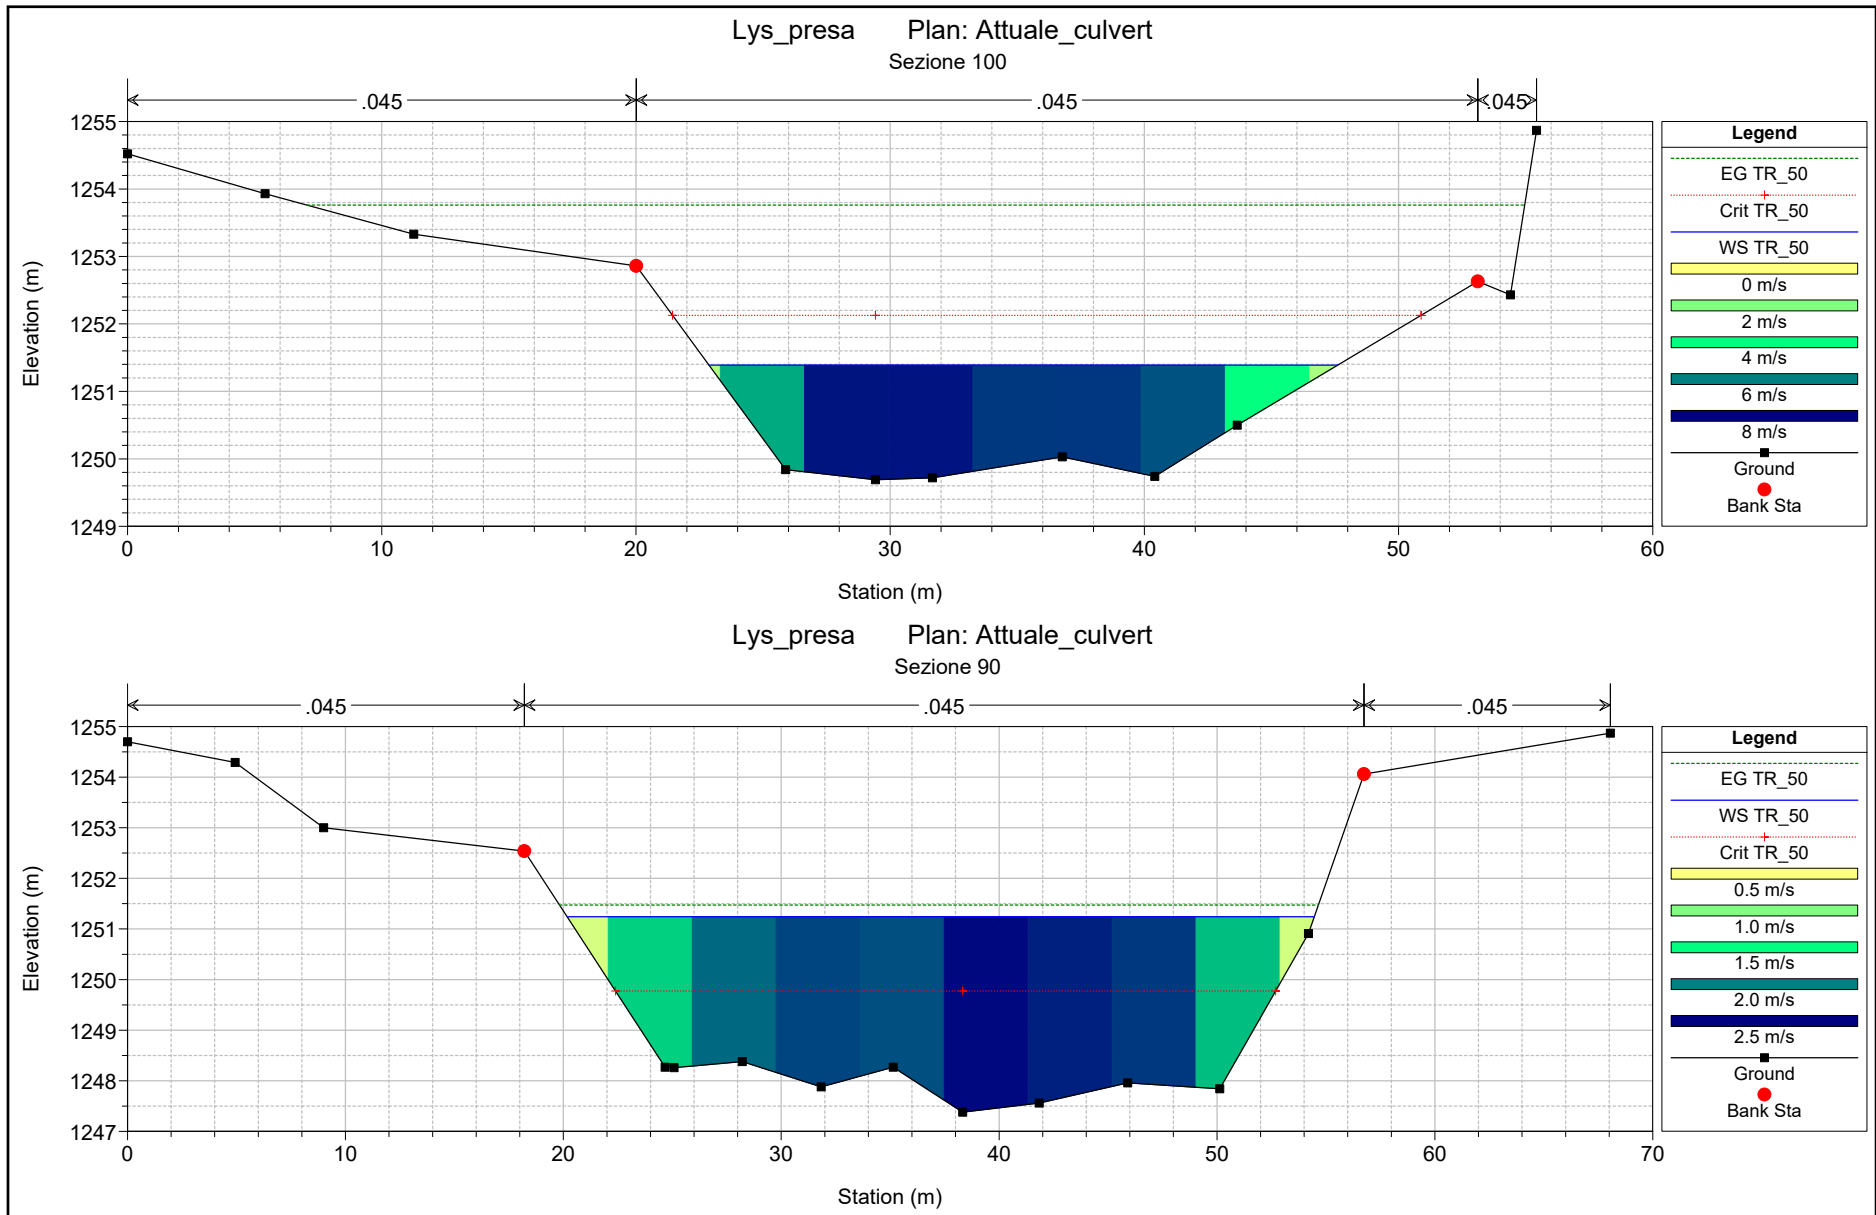 Lys_presa Plan: Attuale_culvert
Sezione 100
.045 .045 .045
1255
1254
1253
1252
1251
1250
1249
Elevation (m)
0 10 20 30 40 50 60
Station (m)
Legend
EG TR_50
Crit TR_50
WS TR_50
0 m/s
2 m/s
4 m/s
6 m/s
8 m/s
Ground
Bank Sta
Lys_presa Plan: Attuale_culvert
Sezione 90
.045 .045 .045
1255
1254
1253
1252
1251
1250
1249
1248
1247
Elevation (m)
0 10 20 30 40 50 60 70
Station (m)
Legend
EG TR_50
WS TR_50
Crit TR_50
0.5 m/s
1.0 m/s
1.5 m/s
2.0 m/s
2.5 m/s
Ground
Bank Sta